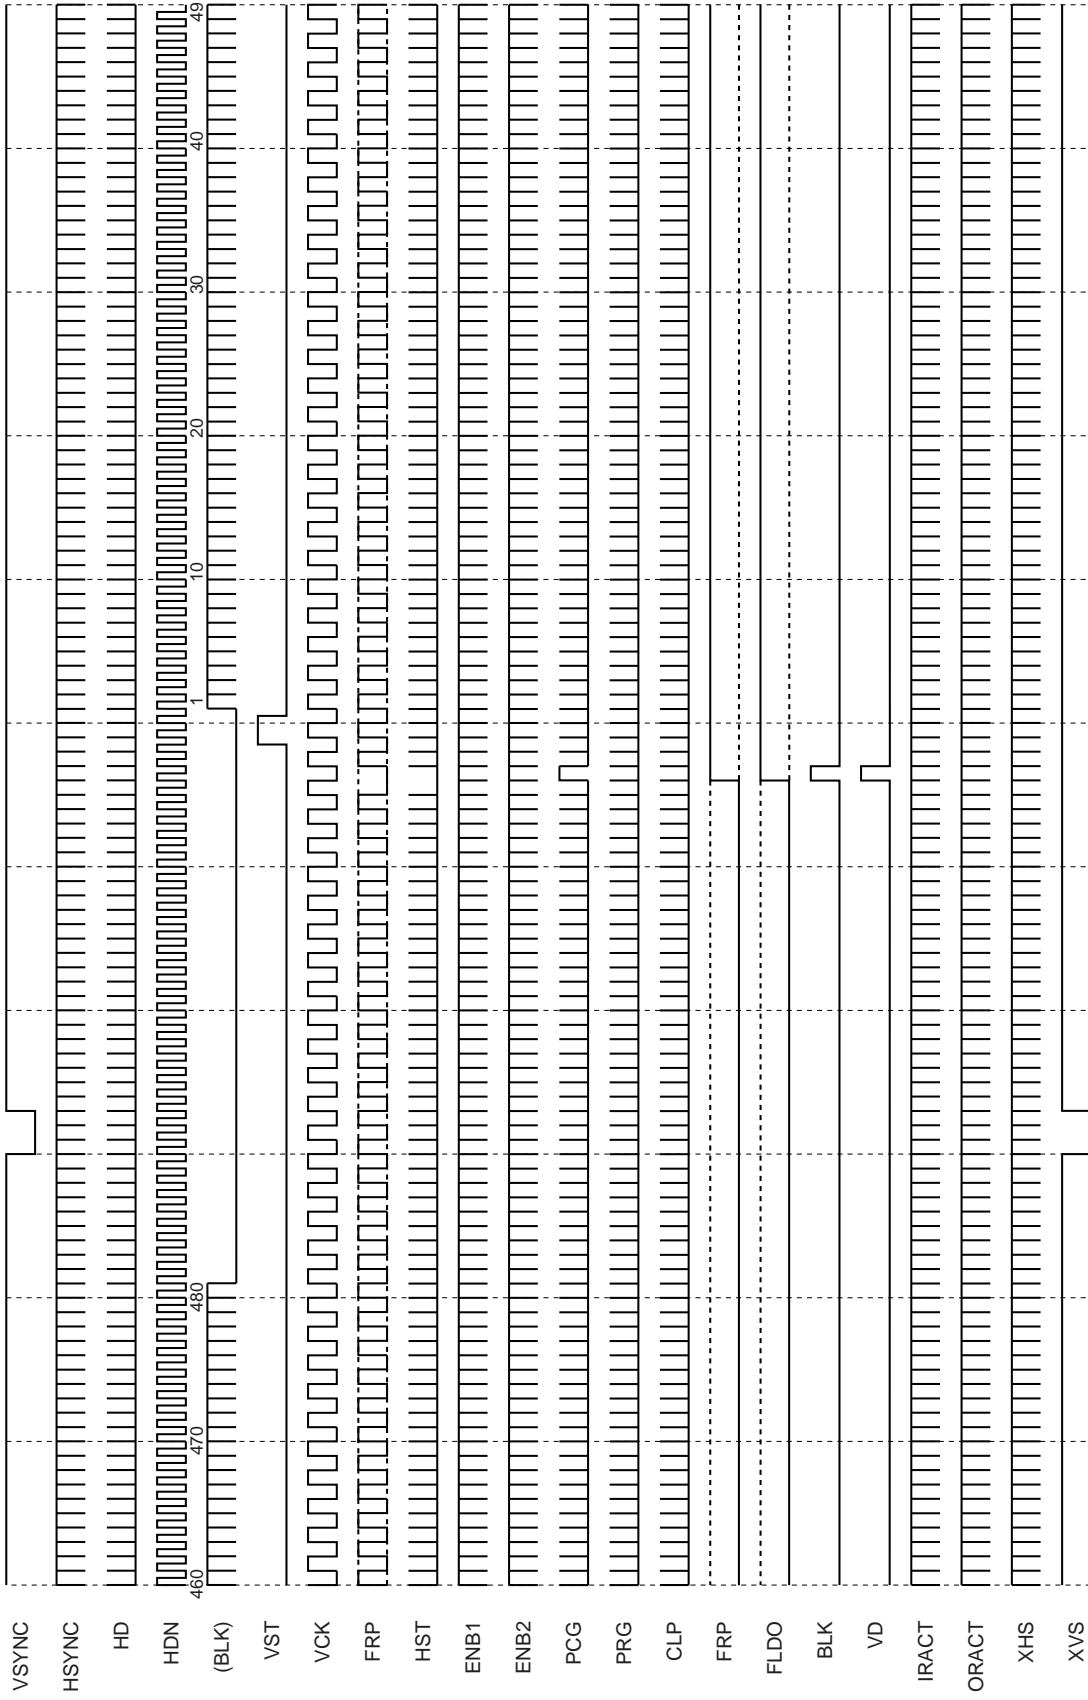 VSYNC
HSYNC
HD
HDN
460 470 480 1 10 20 30 40 49
(BLK)
VST
VCK
FRP
HST
ENB1
ENB2
PCG
PRG
CLP
FRP
FLDO
BLK
VD
IRACT
ORACT
XHS
XVS